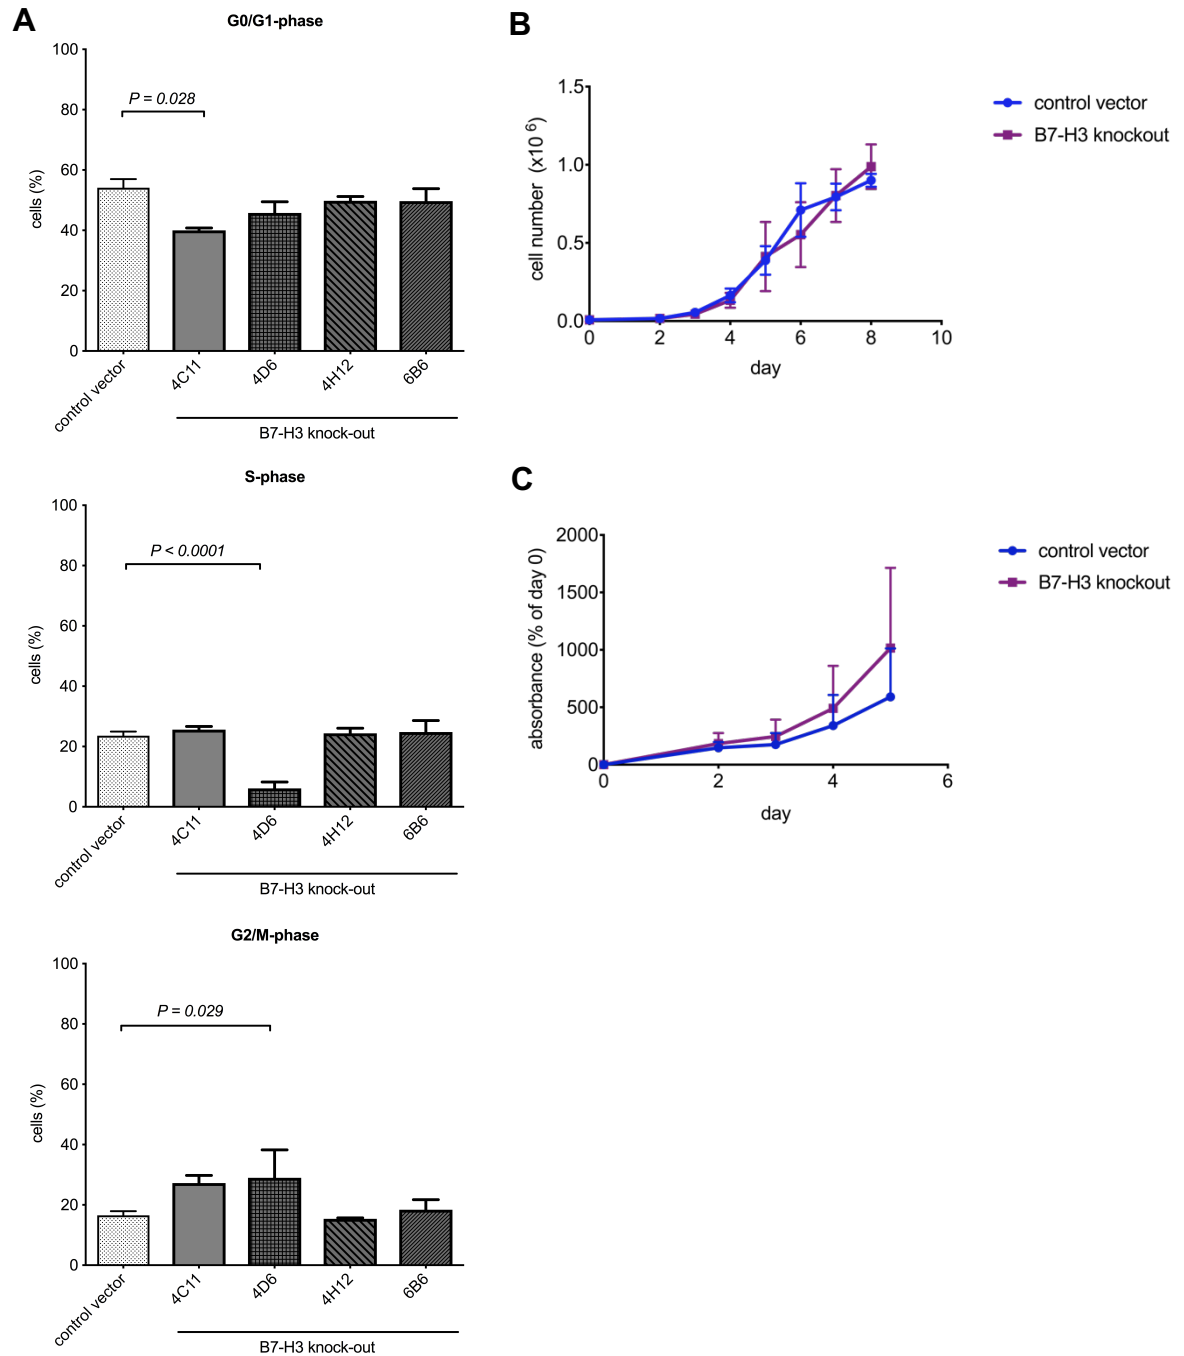 A
G0/G1-phase
100
80
60
40
20
0
cells (%)
P = 0.028
control vector
4C11
4D6
4H12
6B6
B7-H3 knock-out
S-phase
100
80
60
40
20
0
cells (%)
P < 0.0001
control vector
4C11
4D6
4H12
6B6
B7-H3 knock-out
G2/M-phase
100
80
60
40
20
0
cells (%)
P = 0.029
control vector
4C11
4D6
4H12
6B6
B7-H3 knock-out
B
1.5
1.0
0.5
0.0
cell number (x10 6)
0 2 4 6 8 10
day
control vector
B7-H3 knockout
C
2000
1500
1000
500
0
absorbance (% of day 0)
0 2 4 6
day
control vector
B7-H3 knockout